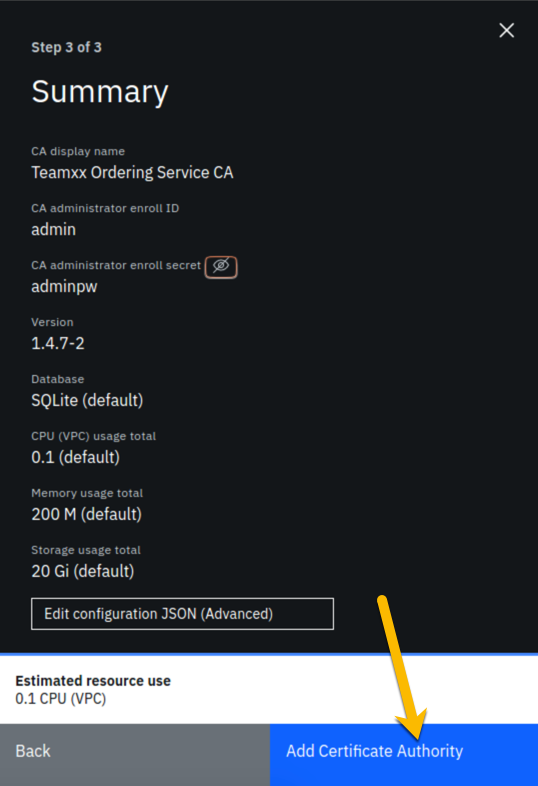 Step 3 of 3
Summary
CA display name
Teamxx Ordering Service CA
CA administrator enroll ID
admin
CA administrator enroll secret
adminpw
Version
1.4.7-2
Database
SQLite (default)
CPU (VPC) usage total
0.1 (default)
Memory usage total
200 M (default)
Storage usage total
20 Gi (default)
Edit configuration JSON (Advanced)
Estimated resource use
0.1 CPU (VPC)
Back
Add Certificate Authority